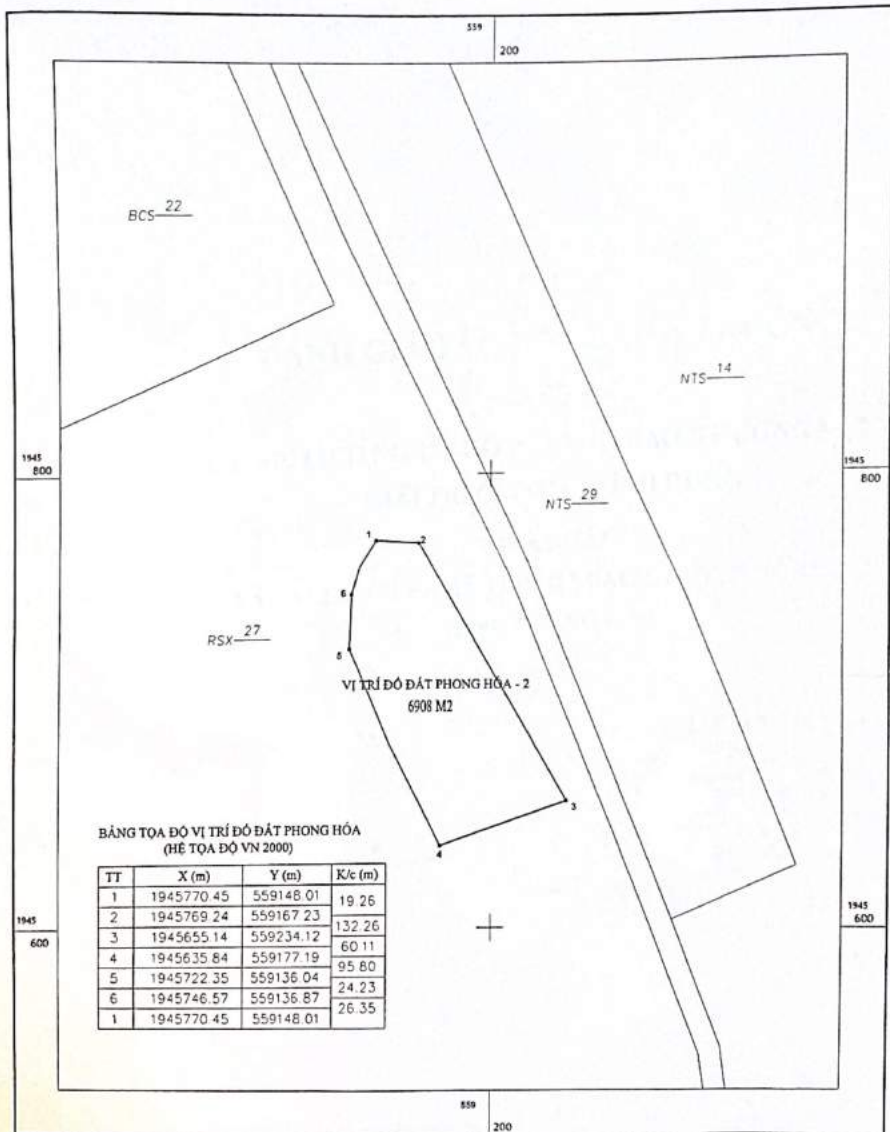 559
200
BCS 22
NTS 14
1945
800
1945
800
NTS 29
1
2
6
RSX 27
5
VỊ TRÍ ĐỔ ĐẤT PHONG HÓA - 2
6908 M2
3
4
BẢNG TỌA ĐỘ VỊ TRÍ ĐỔ ĐẤT PHONG HÓA
(HỆ TỌA ĐỘ VN 2000)
TT X (m) Y (m) K/c (m)
1 1945770.45 559148.01
19.26
2 1945769.24 559167.23
132.26
3 1945655.14 559234.12
60.11
4 1945635.84 559177.19
95.80
5 1945722.35 559136.04
24.23
6 1945746.57 559136.87
26.35
1 1945770.45 559148.01
1945
600
1945
600
559
200